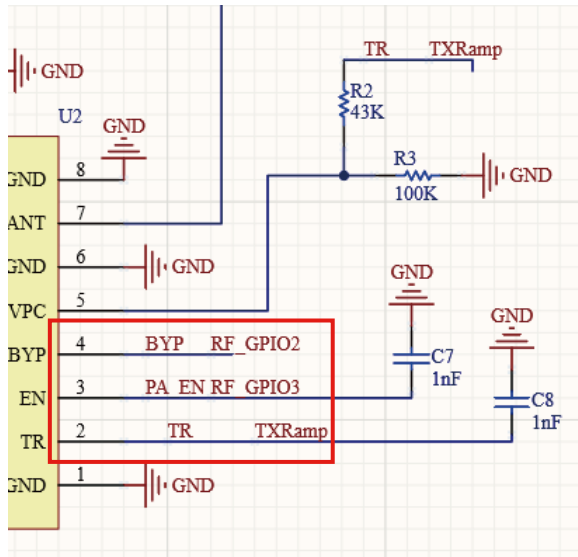 TR TXRamp
GND
R2
43K
U2
GND
R3
100K
GND
GND 8
ANT 7
GND 6
GND
VPC 5
GND
GND
BYP 4 BYP RF_GPIO2
C7
1nF
EN 3 PA_EN RF_GPIO3
C8
1nF
TR 2 TR TXRamp
GND 1
GND